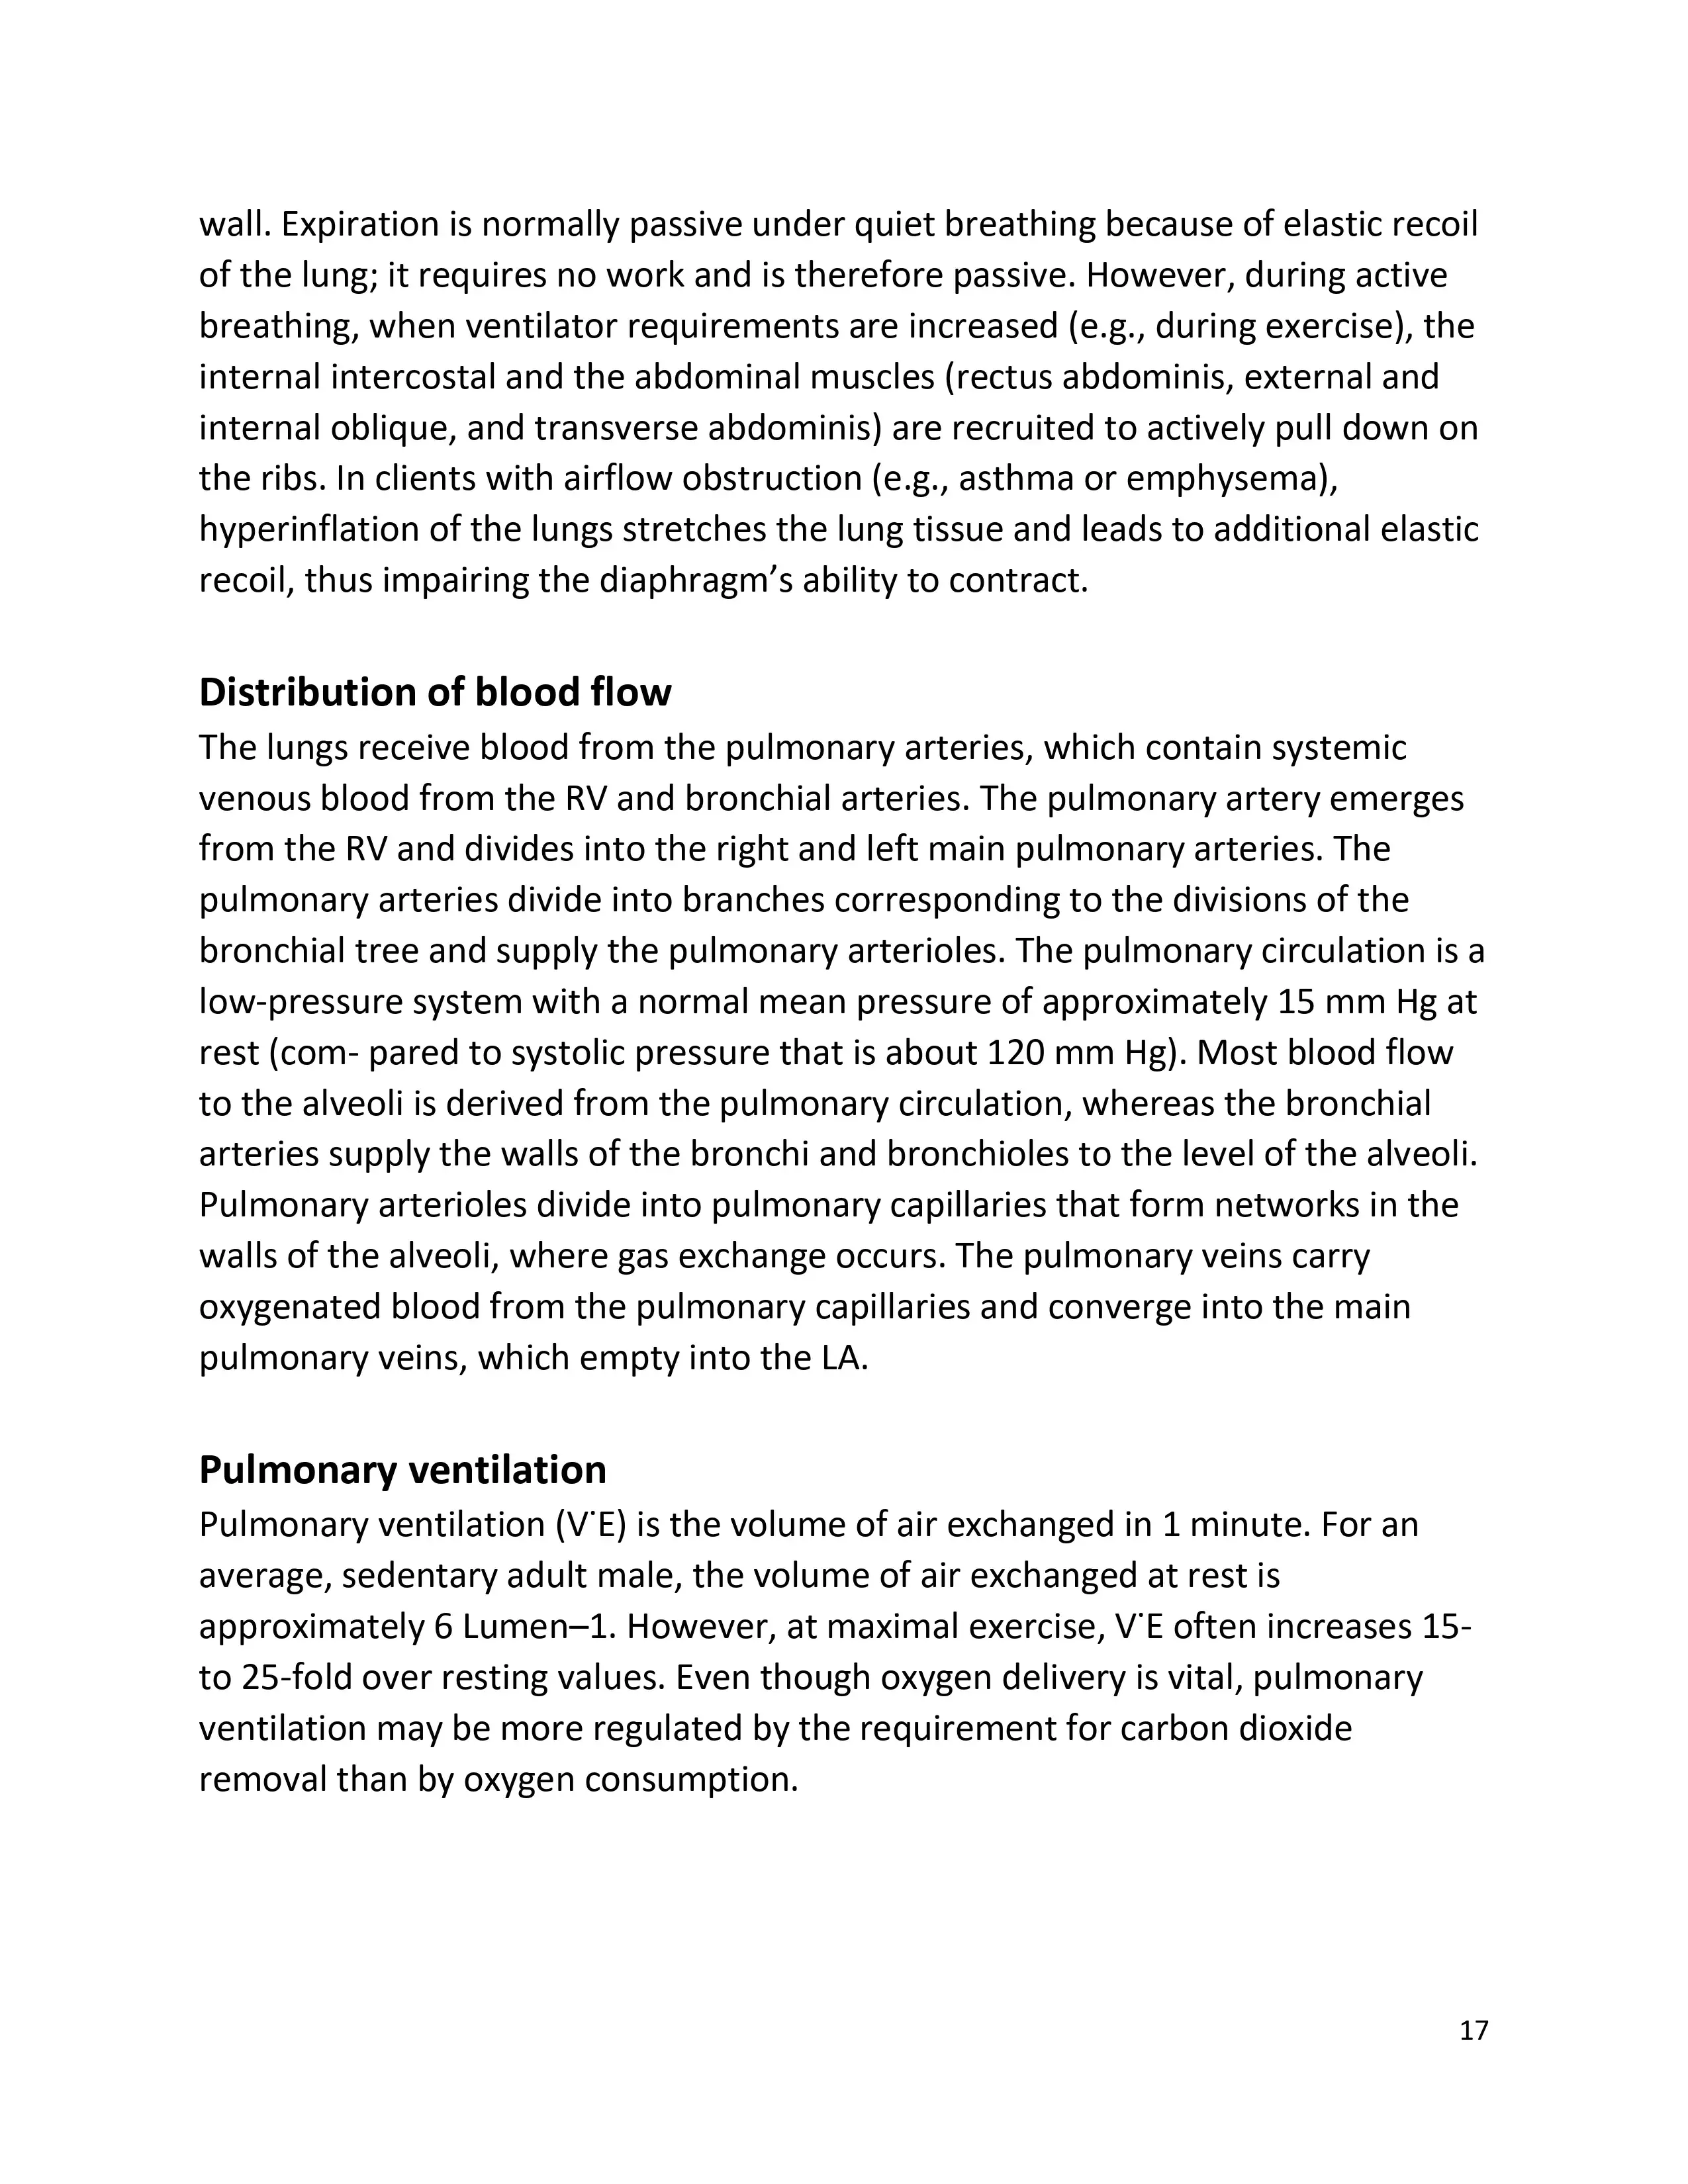 wall. Expiration is normally passive under quiet breathing because of elastic recoil
of the lung; it requires no work and is therefore passive. However, during active
breathing, when ventilator requirements are increased (e.g., during exercise), the
internal intercostal and the abdominal muscles (rectus abdominis, external and
internal oblique, and transverse abdominis) are recruited to actively pull down on
the ribs. In clients with airflow obstruction (e.g., asthma or emphysema),
hyperinflation of the lungs stretches the lung tissue and leads to additional elastic
recoil, thus impairing the diaphragm’s ability to contract.
Distribution of blood flow
The lungs receive blood from the pulmonary arteries, which contain systemic
venous blood from the RV and bronchial arteries. The pulmonary artery emerges
from the RV and divides into the right and left main pulmonary arteries. The
pulmonary arteries divide into branches corresponding to the divisions of the
bronchial tree and supply the pulmonary arterioles. The pulmonary circulation is a
low-pressure system with a normal mean pressure of approximately 15 mm Hg at
rest (com- pared to systolic pressure that is about 120 mm Hg). Most blood flow
to the alveoli is derived from the pulmonary circulation, whereas the bronchial
arteries supply the walls of the bronchi and bronchioles to the level of the alveoli.
Pulmonary arterioles divide into pulmonary capillaries that form networks in the
walls of the alveoli, where gas exchange occurs. The pulmonary veins carry
oxygenated blood from the pulmonary capillaries and converge into the main
pulmonary veins, which empty into the LA.
Pulmonary ventilation
Pulmonary ventilation (V˙E) is the volume of air exchanged in 1 minute. For an
average, sedentary adult male, the volume of air exchanged at rest is
approximately 6 Lumen–1. However, at maximal exercise, V˙E often increases 15-
to 25-fold over resting values. Even though oxygen delivery is vital, pulmonary
ventilation may be more regulated by the requirement for carbon dioxide
removal than by oxygen consumption.
17